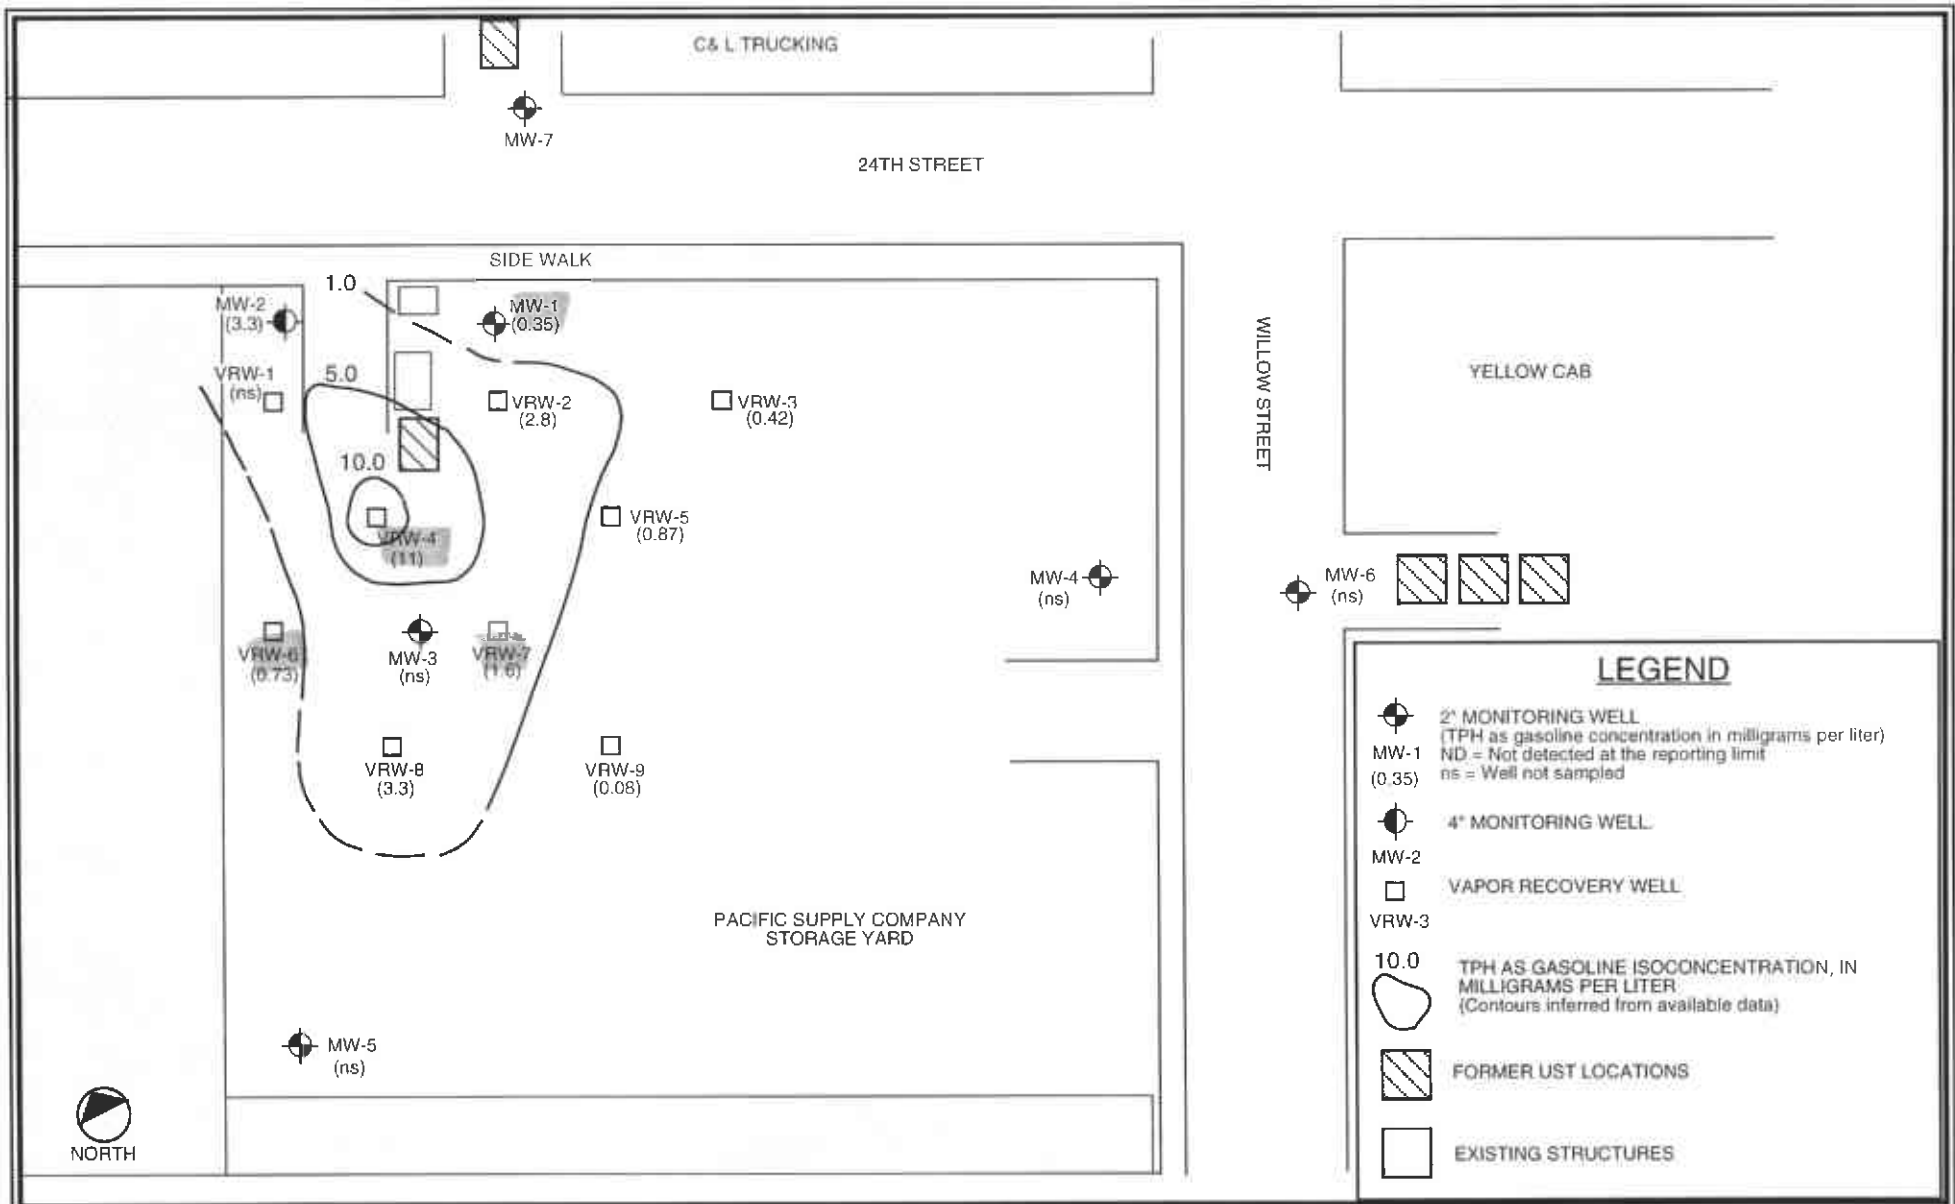 C& L TRUCKING
MW-7
24TH STREET
SIDE WALK
1.0
MW-2
(3.3)
MW-1
(0.35)
WILLOW STREET
YELLOW CAB
VRW-1
(ns)
5.0
VRW-2
(2.8)
VRW-3
(0.42)
10.0
VRW-4
(11)
VRW-5
(0.87)
MW-4
(ns)
MW-6
(ns)
VRW-6
(0.73)
MW-3
(ns)
VRW-7
(1.6)
VRW-8
(3.3)
VRW-9
(0.08)
PACIFIC SUPPLY COMPANY
STORAGE YARD
MW-5
(ns)
NORTH
LEGEND
2" MONITORING WELL
(TPH as gasoline concentration in milligrams per liter)
MW-1
ND = Not detected at the reporting limit
(0.35)
ns = Well not sampled
4" MONITORING WELL
MW-2
VAPOR RECOVERY WELL
VRW-3
10.0
TPH AS GASOLINE ISOCONCENTRATION, IN
MILLIGRAMS PER LITER
(Contours inferred from available data)
FORMER UST LOCATIONS
EXISTING STRUCTURES